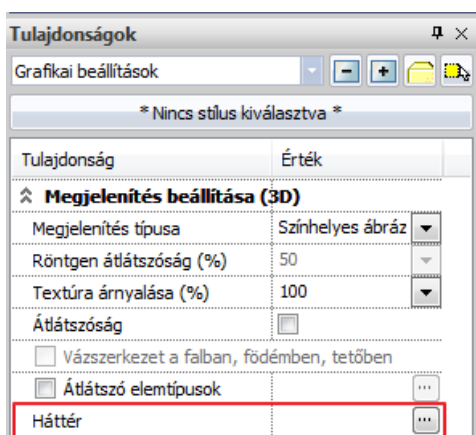 Tulajdonságok
Grafikai beállítások
* Nincs stílus kiválasztva *
Tulajdonság Érték
Megjelenítés beállítása (3D)
Megjelenítés típusa Színhelyes ábráz
Röntgen átlátszóság (%) 50
Textúra árnyalása (%) 100
Átlátszóság
Vázszerkezet a falban, födémben, tetőben
Átlátszó elemtípusok ...
Háttér ...